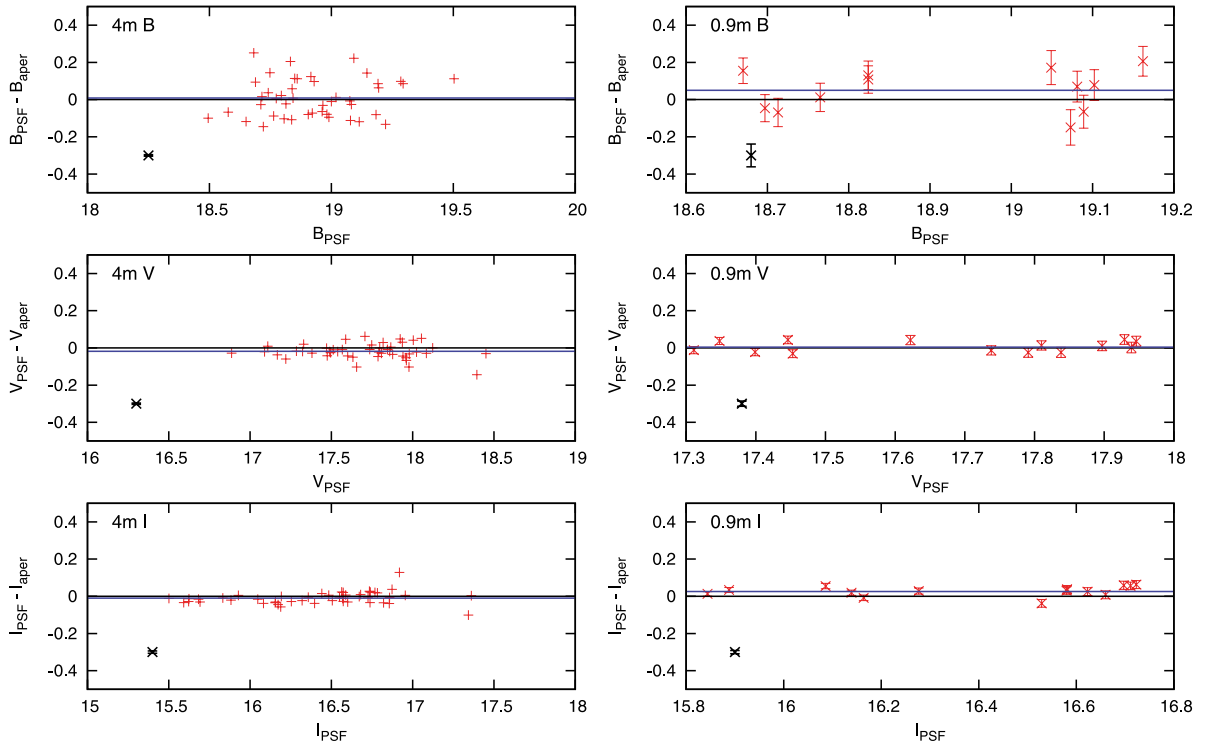 4m B
B_PSF - B_aper
0.4
0.2
0
-0.2
-0.4
18 18.5 19 19.5 20
B_PSF
0.9m B
B_PSF - B_aper
0.4
0.2
0
-0.2
-0.4
18.6 18.7 18.8 18.9 19 19.1 19.2
B_PSF
4m V
V_PSF - V_aper
0.4
0.2
0
-0.2
-0.4
16 16.5 17 17.5 18 18.5 19
V_PSF
0.9m V
V_PSF - V_aper
0.4
0.2
0
-0.2
-0.4
17.3 17.4 17.5 17.6 17.7 17.8 17.9 18
V_PSF
4m I
I_PSF - I_aper
0.4
0.2
0
-0.2
-0.4
15 15.5 16 16.5 17 17.5 18
I_PSF
0.9m I
I_PSF - I_aper
0.4
0.2
0
-0.2
-0.4
15.8 16 16.2 16.4 16.6 16.8
I_PSF